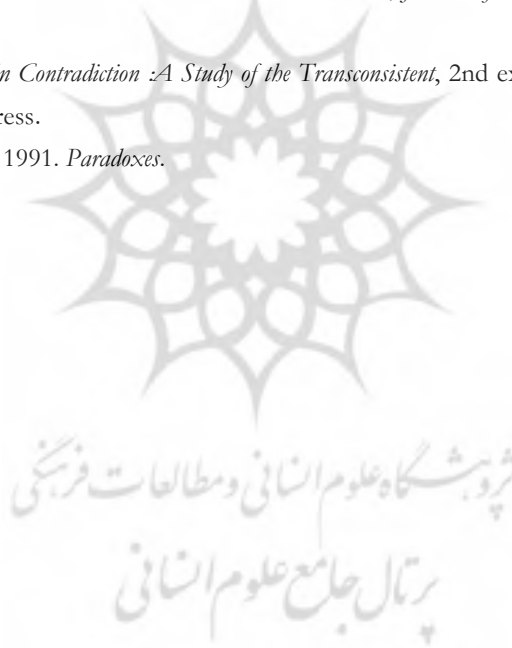 n Contradiction :A Study of the Transconsistent, 2nd ex
ress.
1991. Paradoxes.
پژوهشگاه علوم انسانی و مطالعات فرهنگی
پرتال جامع علوم انسانی